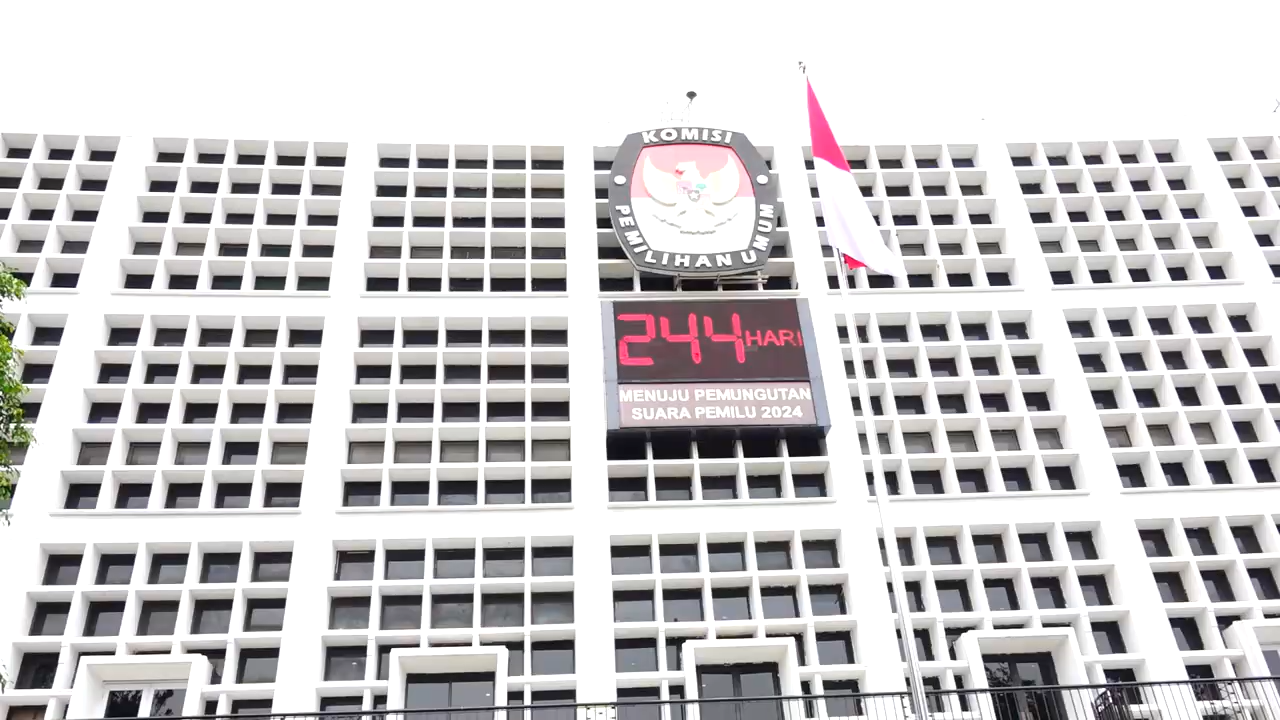 KOMISI
PEMILIHAN UMUM
244 HARI
MENUJU PEMUNGUTAN
SUARA PEMILU 2024